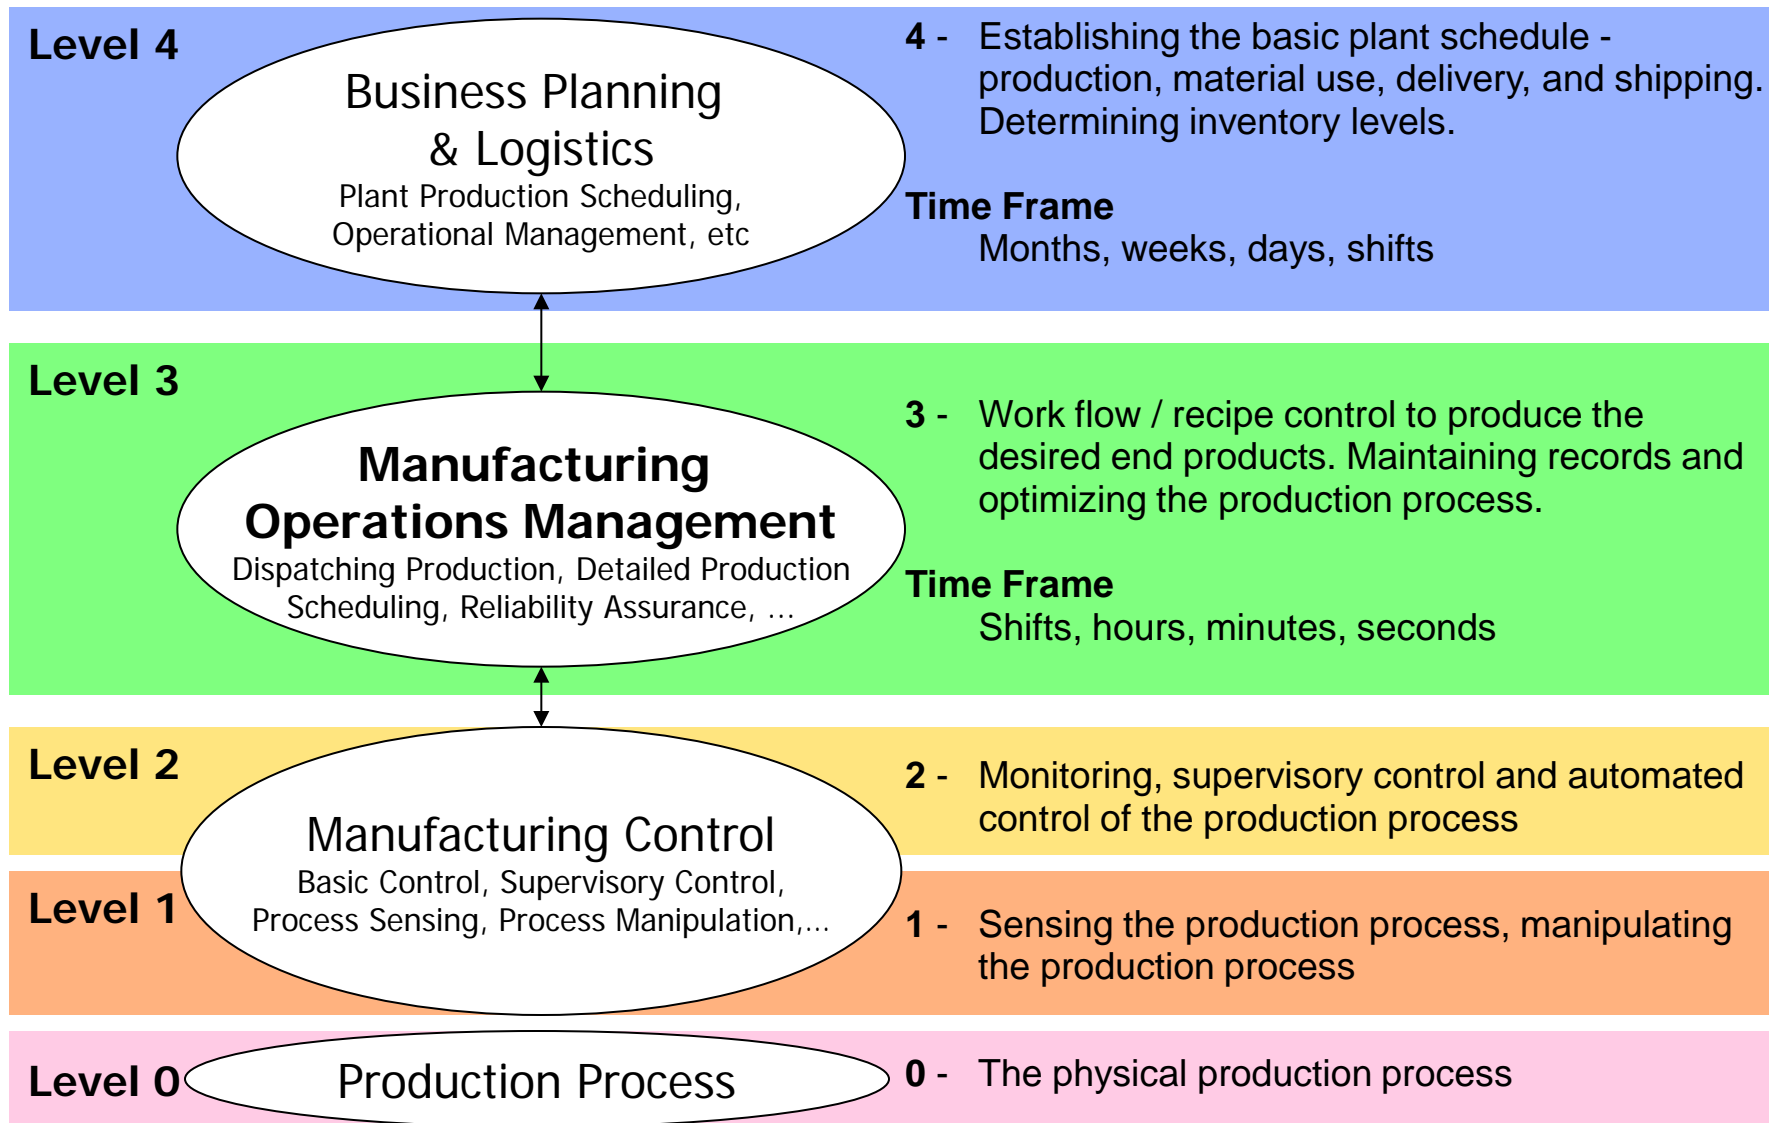 Level 4
Business Planning
& Logistics
Plant Production Scheduling,
Operational Management, etc
4 - Establishing the basic plant schedule -
production, material use, delivery, and shipping.
Determining inventory levels.
Time Frame
Months, weeks, days, shifts
Level 3
Manufacturing
Operations Management
Dispatching Production, Detailed Production
Scheduling, Reliability Assurance, ...
3 - Work flow / recipe control to produce the
desired end products. Maintaining records and
optimizing the production process.
Time Frame
Shifts, hours, minutes, seconds
Level 2
Manufacturing Control
Basic Control, Supervisory Control,
Process Sensing, Process Manipulation,...
2 - Monitoring, supervisory control and automated
control of the production process
Level 1
1 - Sensing the production process, manipulating
the production process
Level 0
Production Process
0 - The physical production process